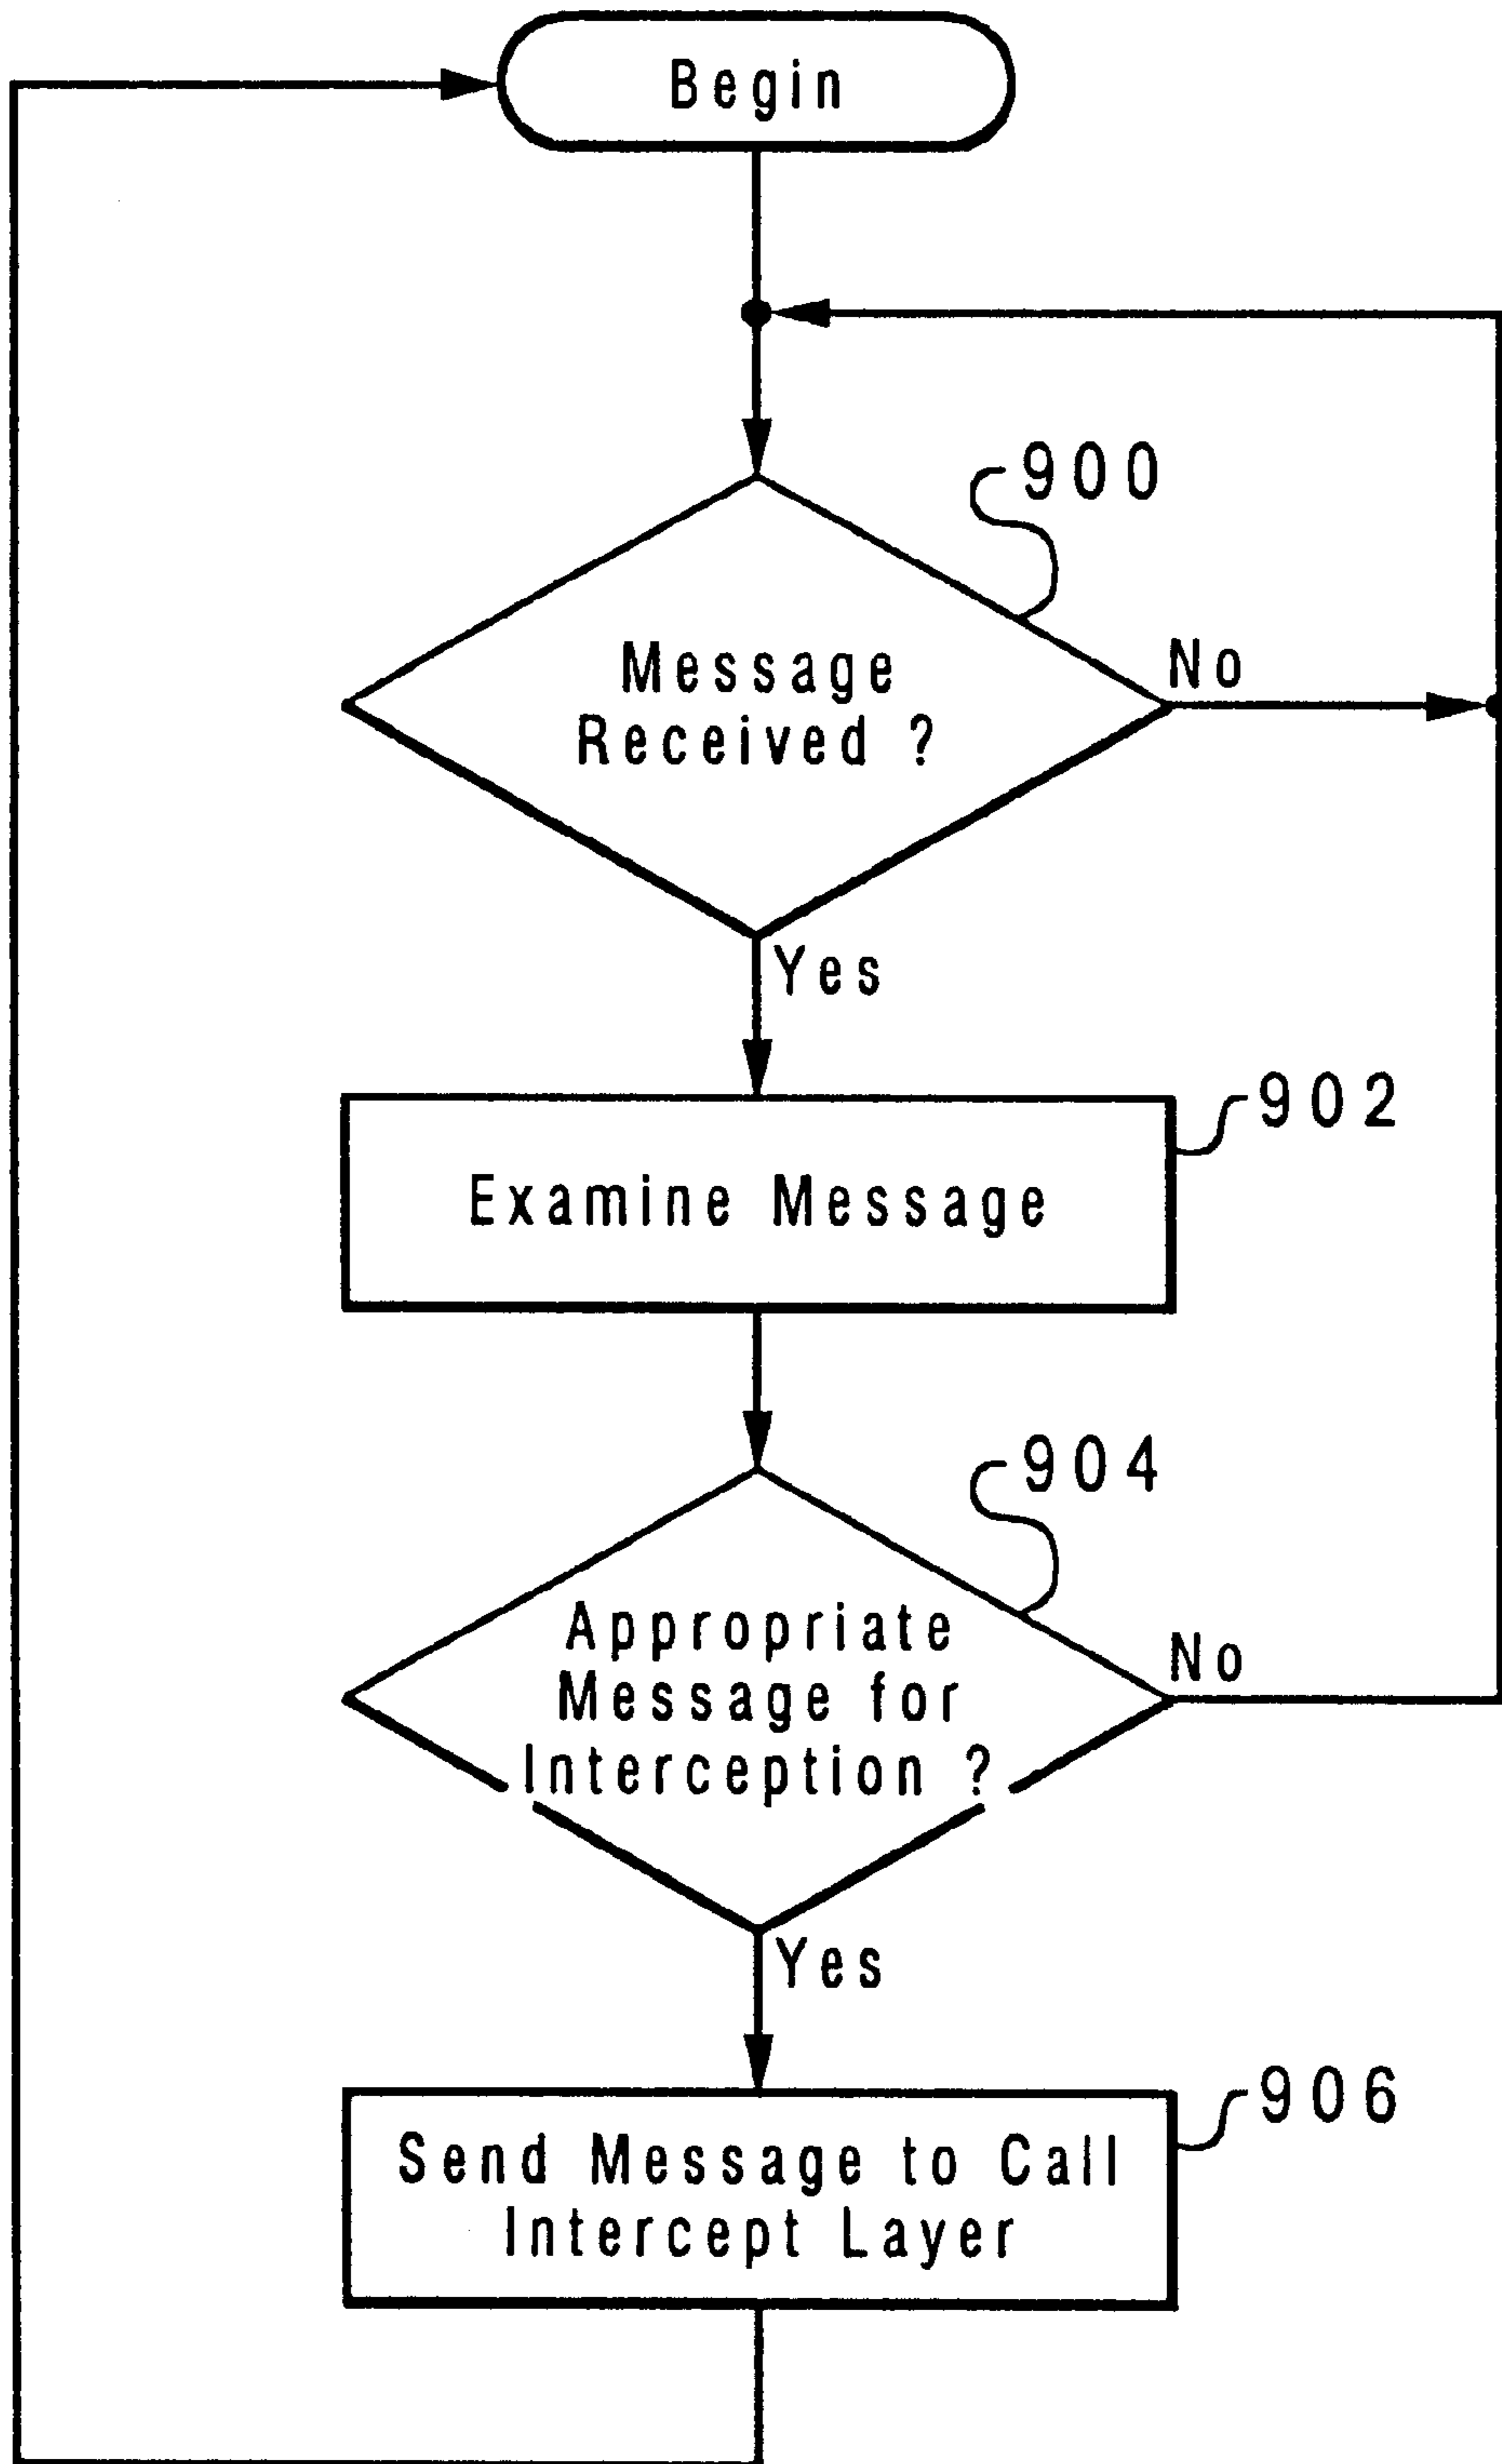 Begin
900
Message
Received ?
No
Yes
902
Examine Message
904
Appropriate
Message for
Interception ?
No
Yes
906
Send Message to Call
Intercept Layer